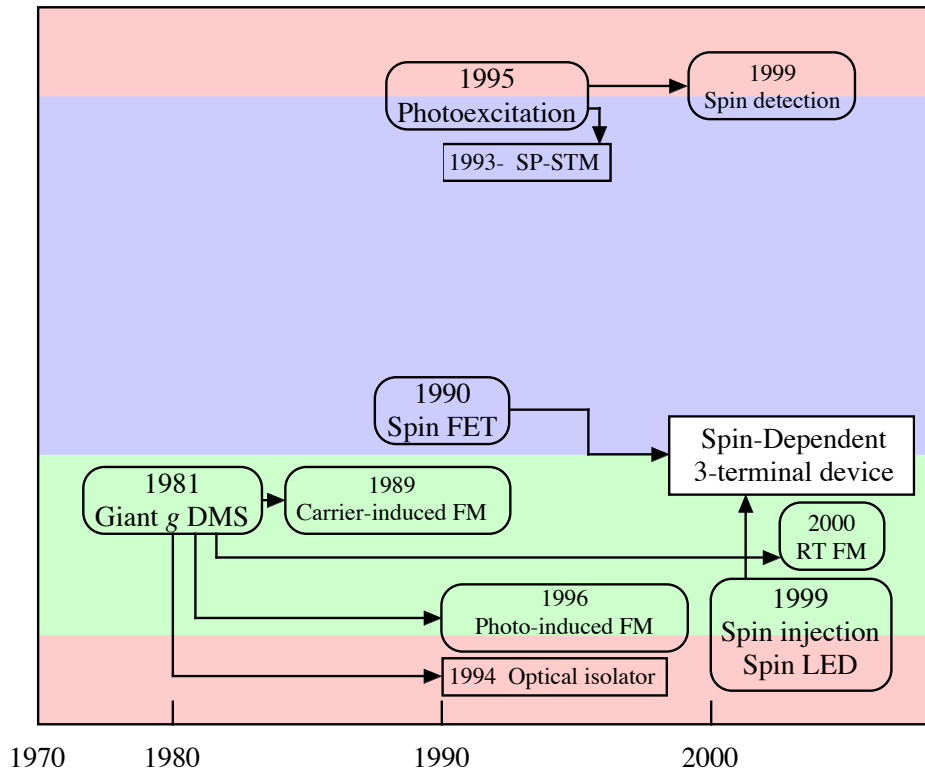 1995
Photoexcitation
1999
Spin detection
1993-  SP-STM
1990
Spin FET
Spin-Dependent
3-terminal device
1981
Giant g DMS
1989
Carrier-induced FM
2000
RT FM
1996
Photo-induced FM
1999
Spin injection
Spin LED
1994  Optical isolator
1970
1980
1990
2000